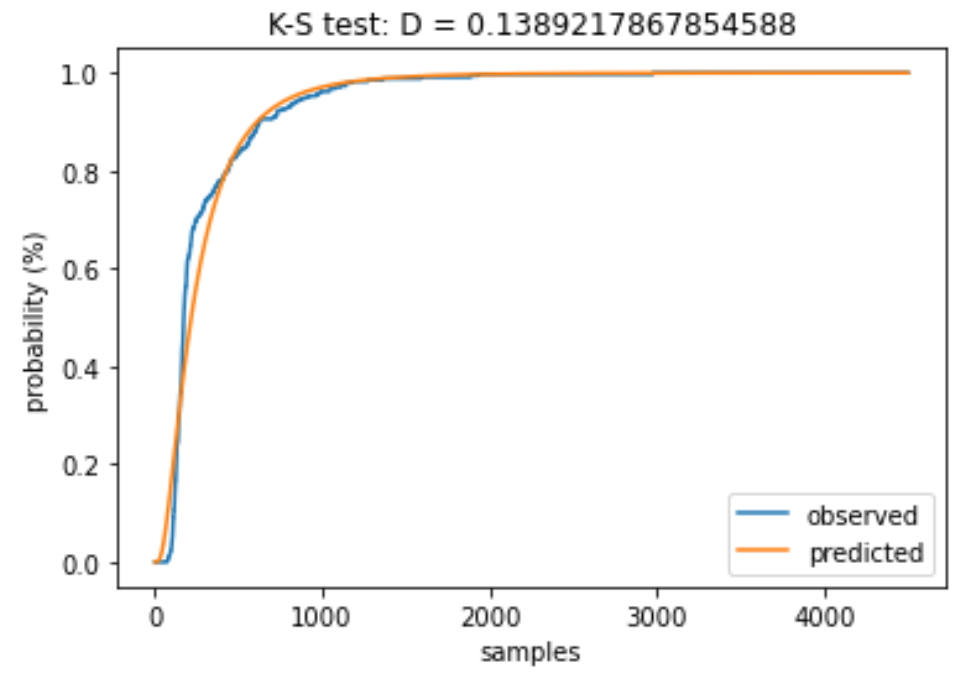 K-S test: D = 0.1389217867854588
1.0
0.8
0.6
0.4
0.2
0.0
probability (%)
0 1000 2000 3000 4000
samples
observed
predicted